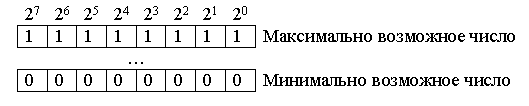 2⁷ 2⁶ 2⁵ 2⁴ 2³ 2² 2¹ 2⁰
1 1 1 1 1 1 1 1 Максимально возможное число
...
0 0 0 0 0 0 0 0 Минимально возможное число